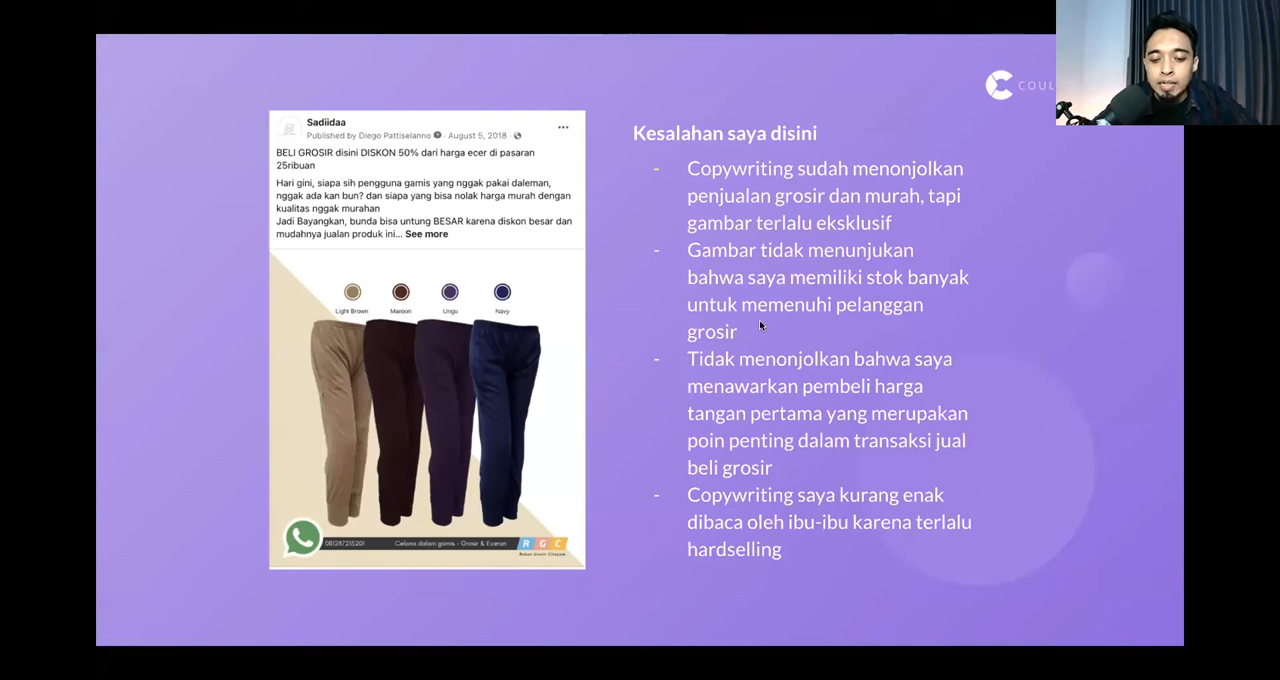 COUL
Sadiidaa
Published by Diego Pattiselanno · August 5, 2018 ·
BELI GROSIR disini DISKON 50% dari harga ecer di pasaran
25ribuan
Hari gini, siapa sih pengguna gamis yang nggak pakai daleman,
nggak ada kan bun? dan siapa yang bisa nolak harga murah dengan
kualitas nggak murahan
Jadi Bayangkan, bunda bisa untung BESAR karena diskon besar dan
mudahnya jualan produk ini... See more
Light Brown
Maroon
Ungu
Navy
081287215201
Celana dalam gamis - Grosir & Eceran
R G C
Rekan Grosir Cileyem
Kesalahan saya disini
- Copywriting sudah menonjolkan
penjualan grosir dan murah, tapi
gambar terlalu eksklusif
- Gambar tidak menunjukan
bahwa saya memiliki stok banyak
untuk memenuhi pelanggan
grosir
- Tidak menonjolkan bahwa saya
menawarkan pembeli harga
tangan pertama yang merupakan
poin penting dalam transaksi jual
beli grosir
- Copywriting saya kurang enak
dibaca oleh ibu-ibu karena terlalu
hardselling